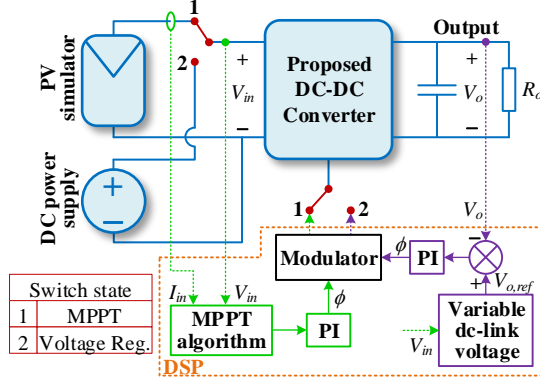 1
Output
PV simulator
2
+
V_in
−
Proposed
DC-DC
Converter
+
V_o
−
R_o
DC power supply
+
−
1
2
V_o
Modulator
ϕ
PI
−
+
V_o,ref
Switch state
1 MPPT
2 Voltage Reg.
I_in
V_in
ϕ
MPPT
algorithm
PI
V_in
Variable
dc-link
voltage
DSP